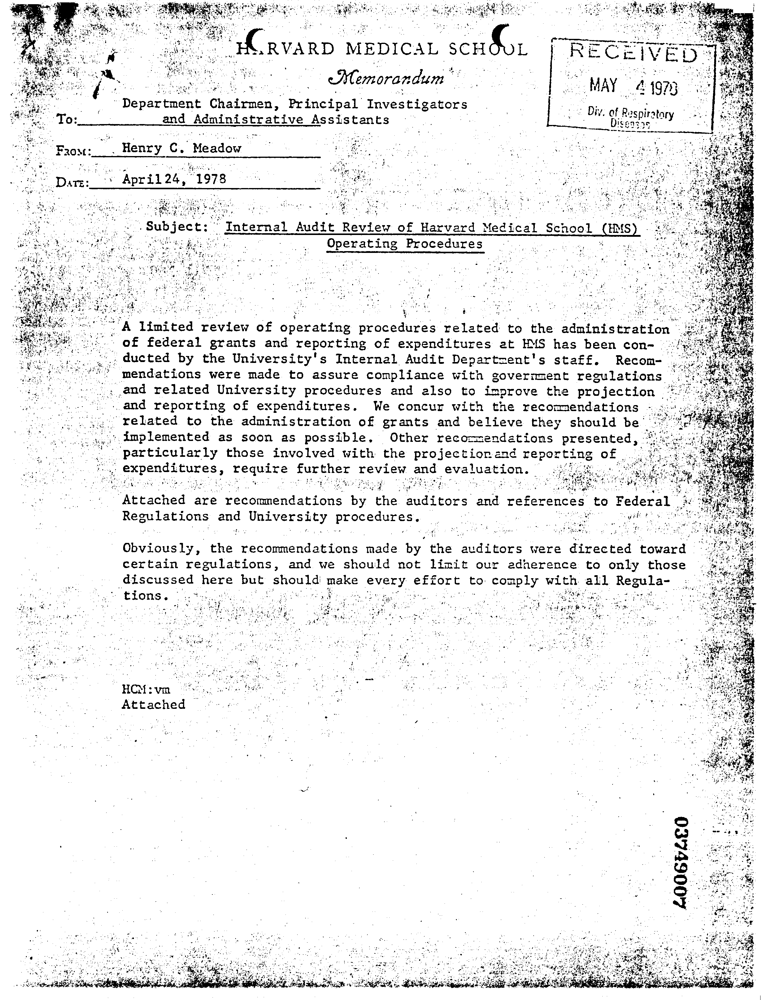 HARVARD MEDICAL SCHOOL
Memorandum
RECEIVED
MAY 4 1978
Div. of Respiratory
Diseases
Department Chairmen, Principal Investigators
To: and Administrative Assistants
From: Henry C. Meadow
Date: April24, 1978
Subject: Internal Audit Review of Harvard Medical School (HMS)
Operating Procedures
A limited review of operating procedures related to the administration
of federal grants and reporting of expenditures at HMS has been con-
ducted by the University's Internal Audit Department's staff. Recom-
mendations were made to assure compliance with government regulations
and related University procedures and also to improve the projection
and reporting of expenditures. We concur with the recommendations
related to the administration of grants and believe they should be
implemented as soon as possible. Other recommendations presented,
particularly those involved with the projection and reporting of
expenditures, require further review and evaluation.
Attached are recommendations by the auditors and references to Federal
Regulations and University procedures.
Obviously, the recommendations made by the auditors were directed toward
certain regulations, and we should not limit our adherence to only those
discussed here but should make every effort to comply with all Regula-
tions.
HCM:vm
Attached
03749007